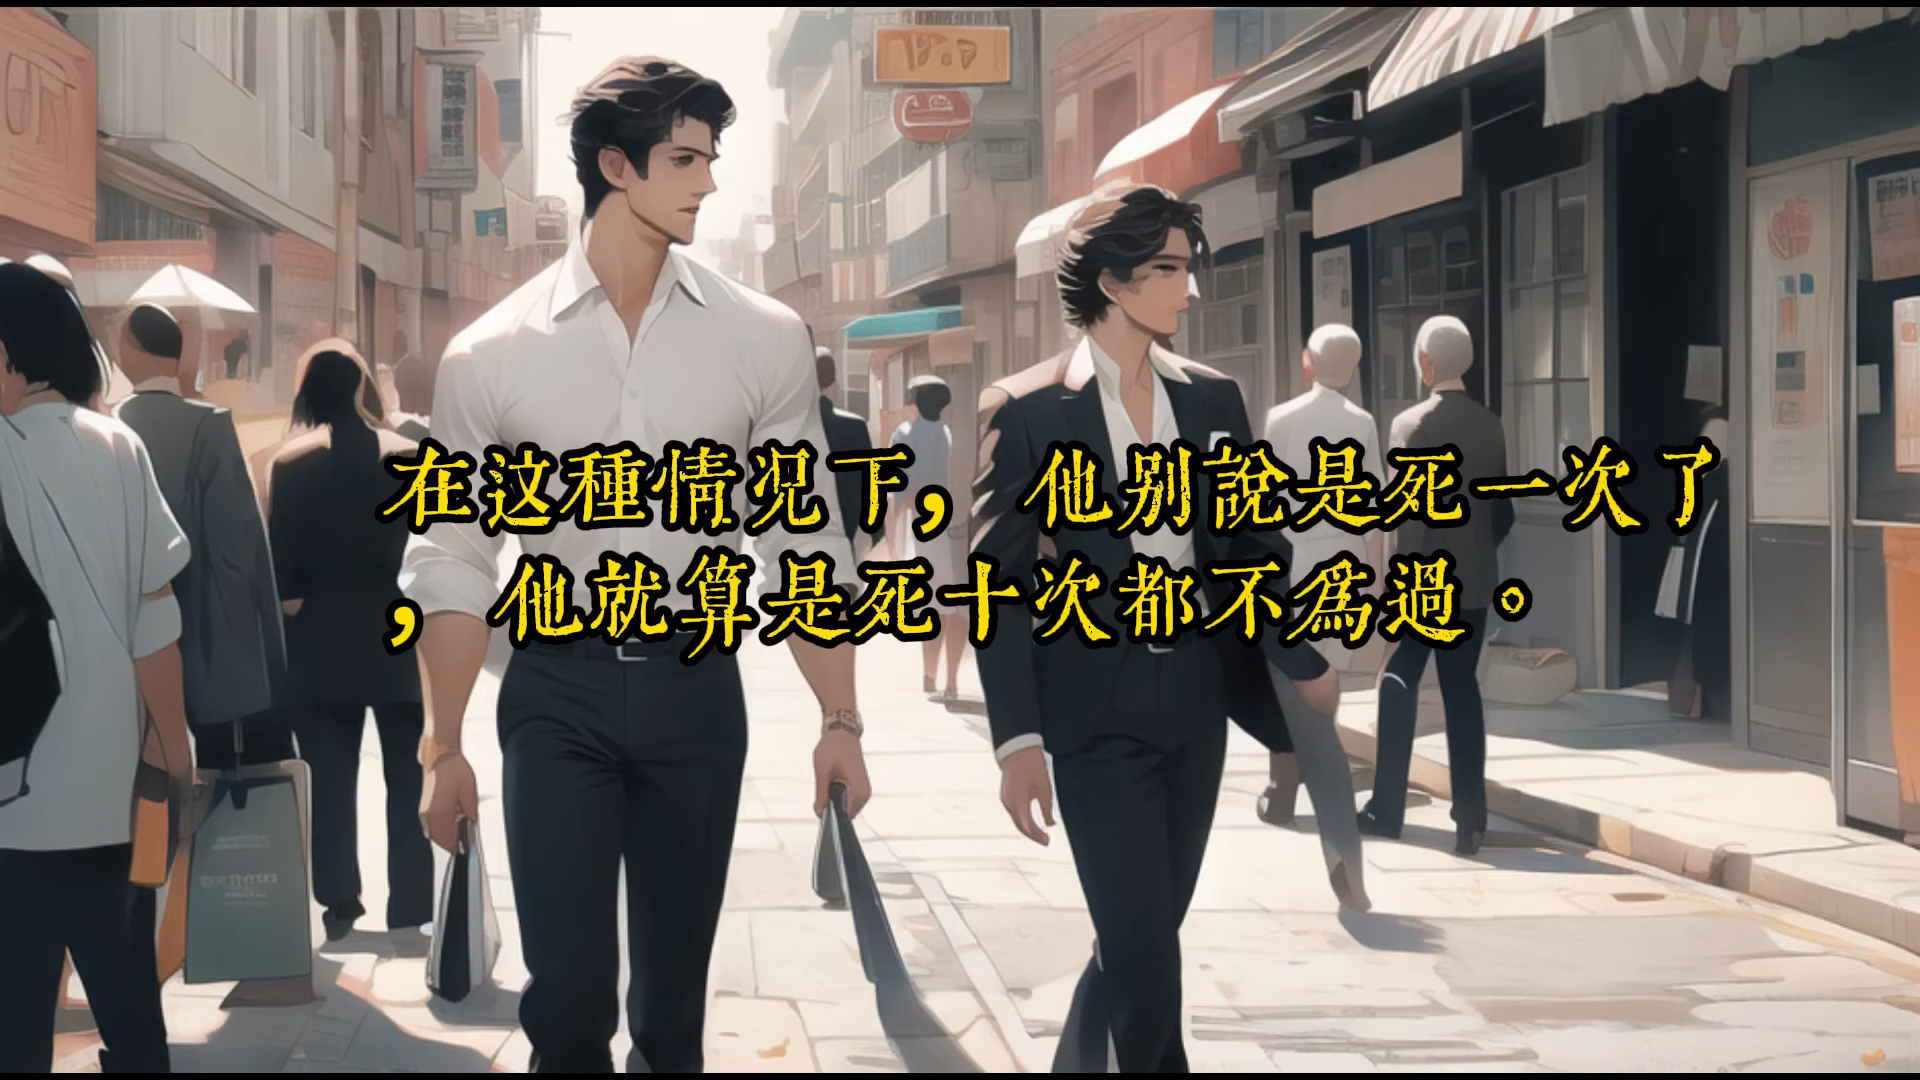 在这種情况下，他别說是死一次了
，他就算是死十次都不爲過。